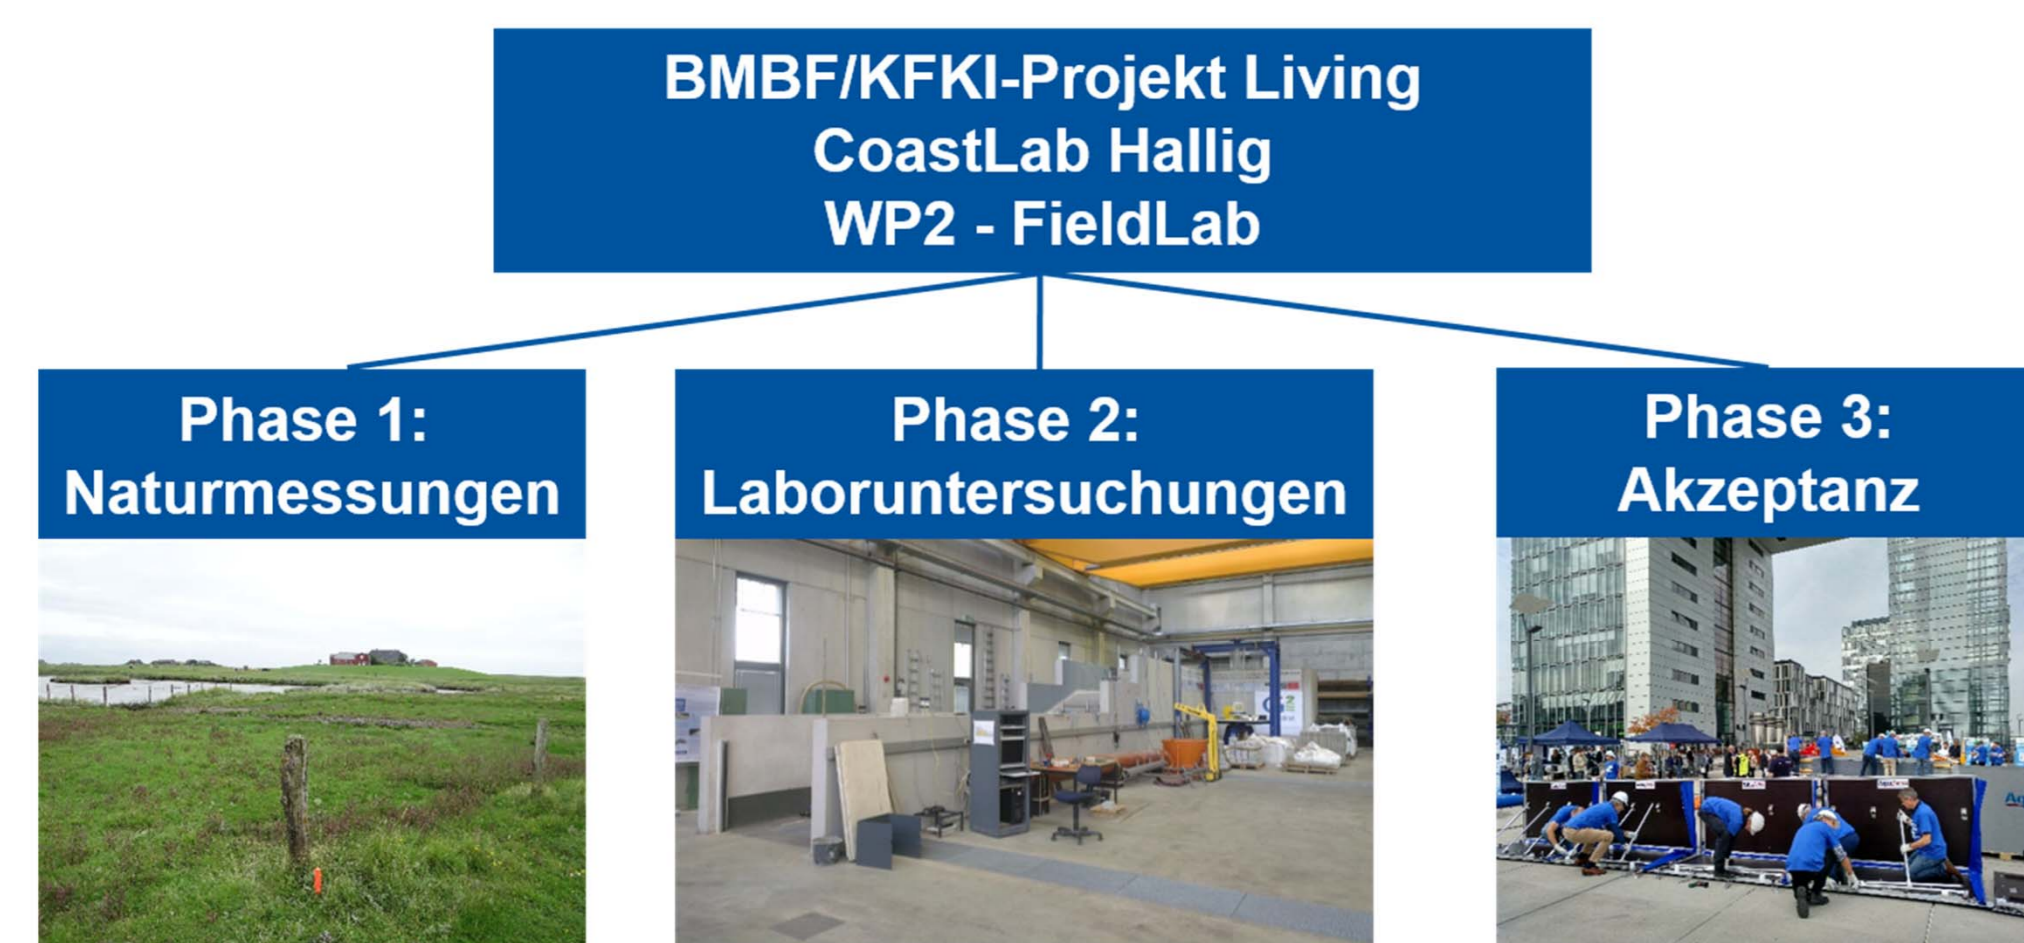 BMBF/KFKI-Projekt Living
CoastLab Hallig
WP2 - FieldLab
Phase 1:
Naturmessungen
Phase 2:
Laboruntersuchungen
Phase 3:
Akzeptanz